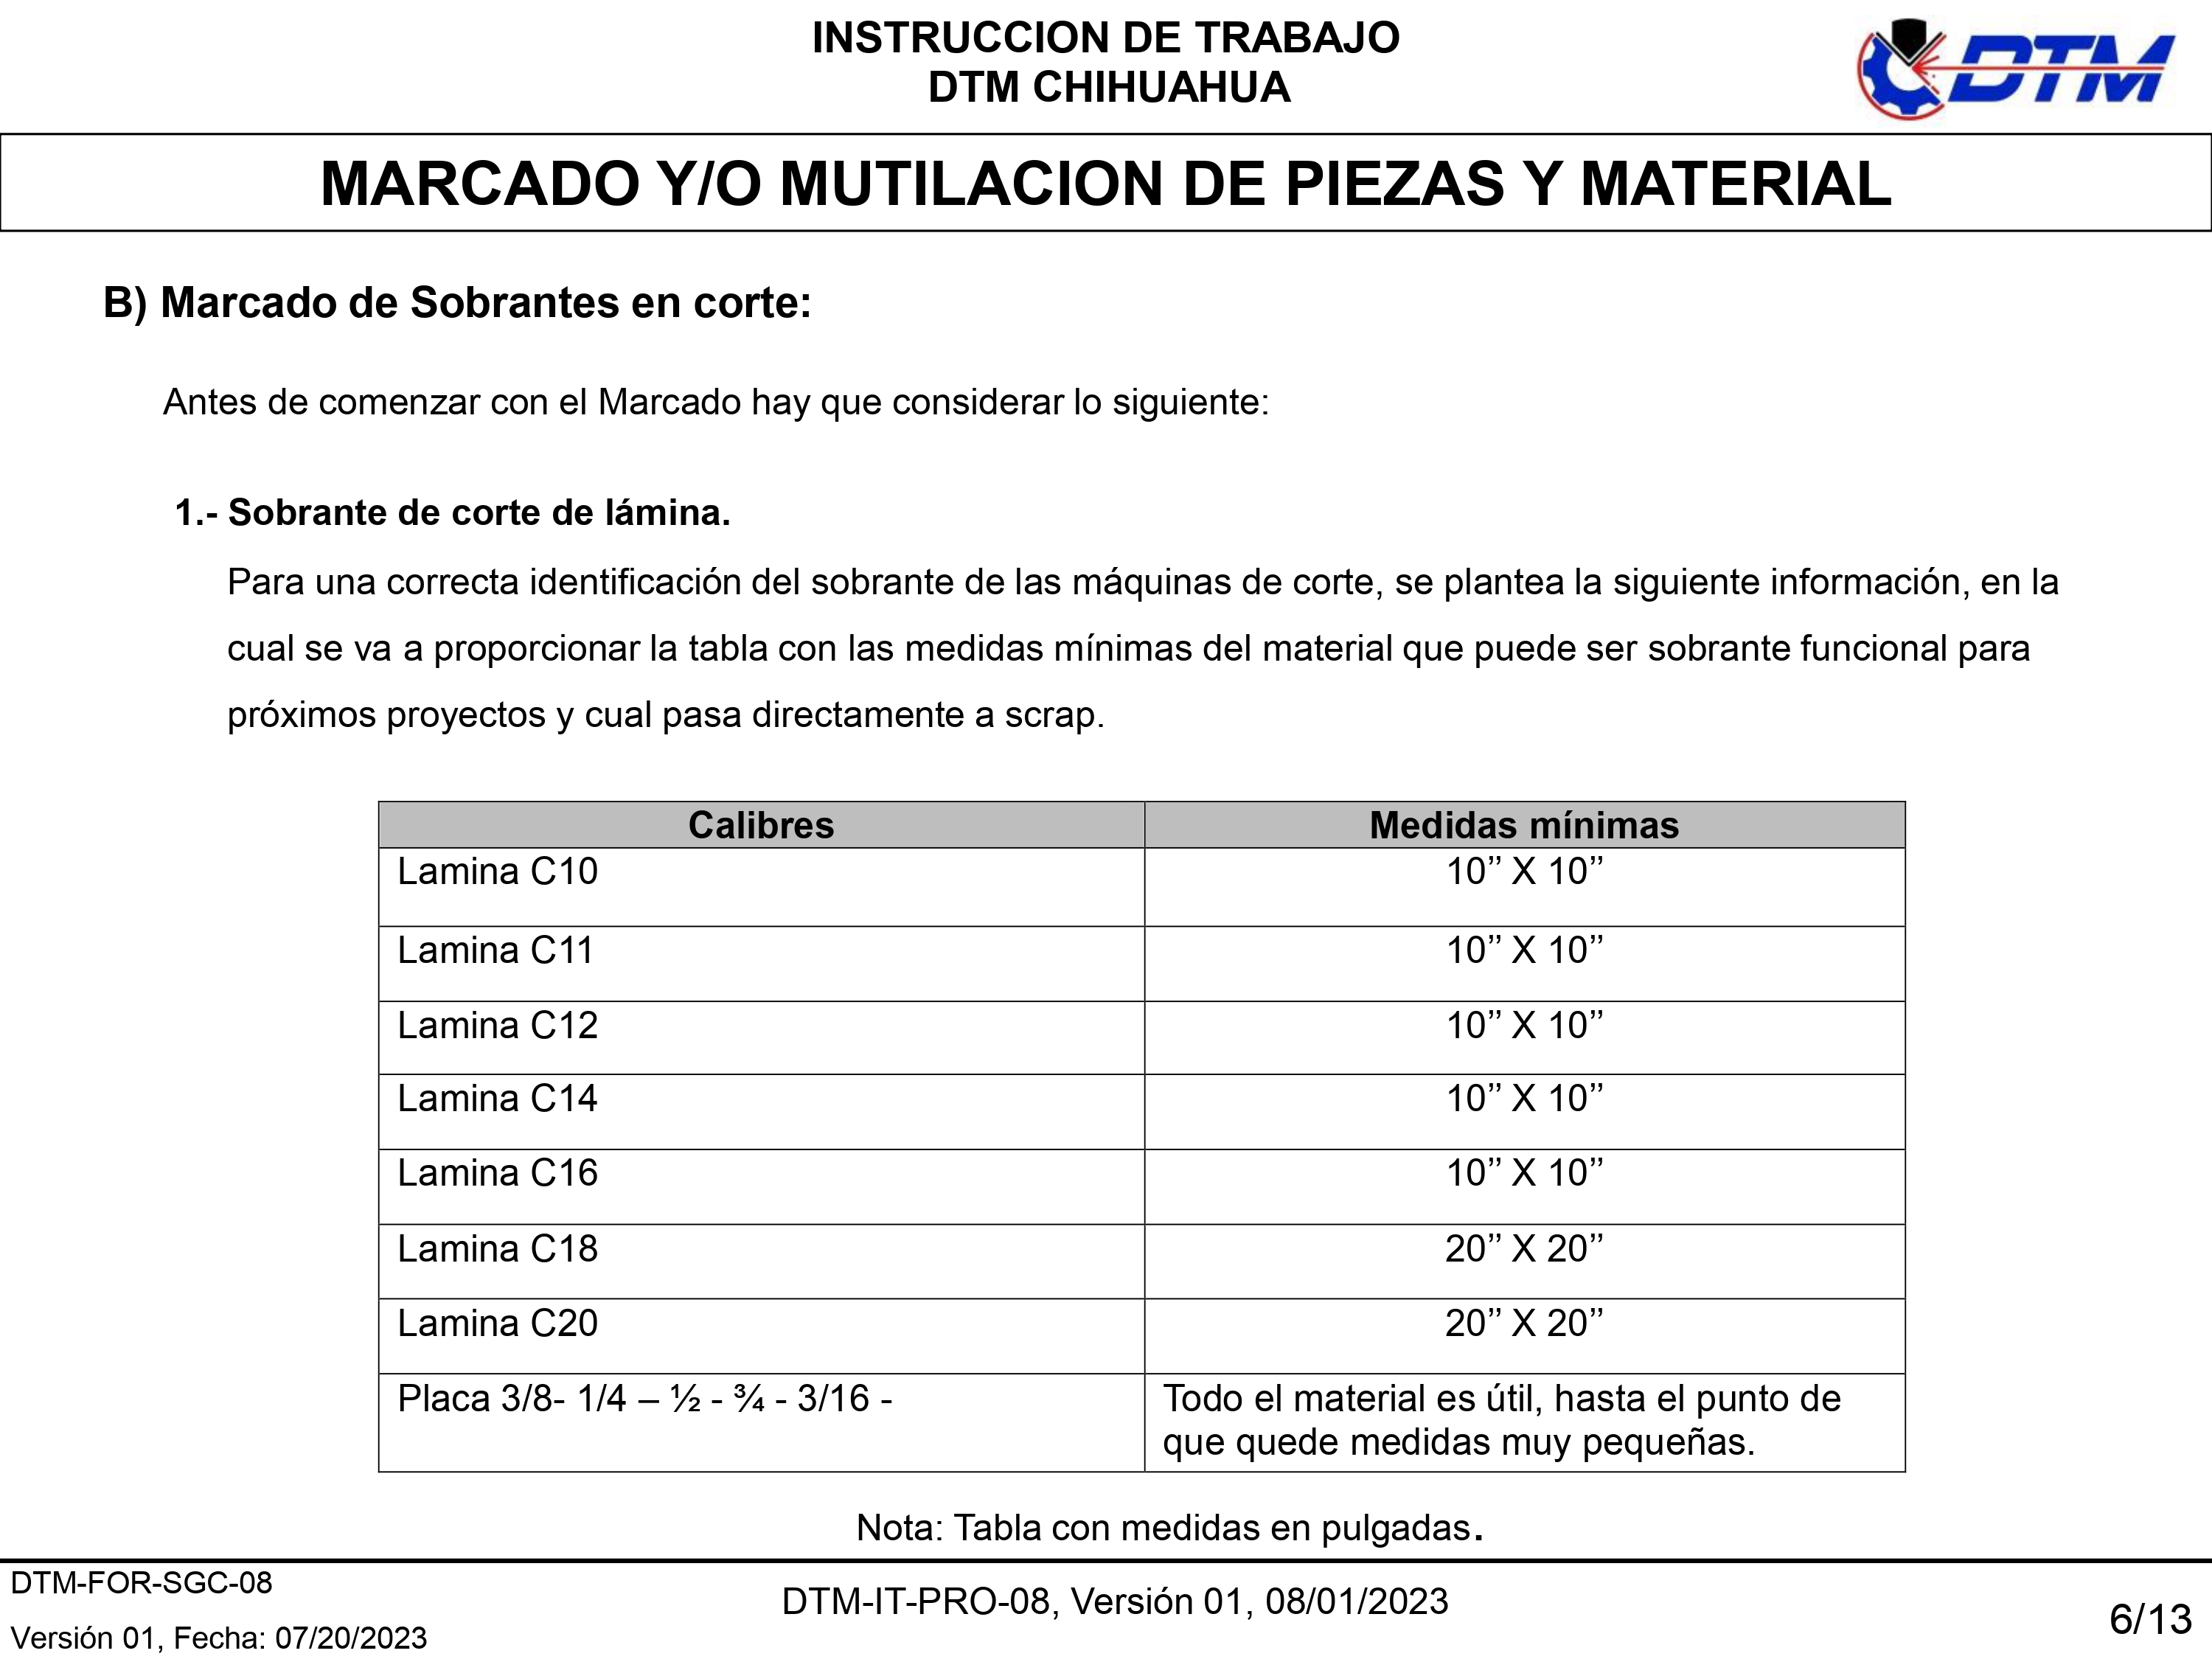 INSTRUCCION DE TRABAJO
DTM CHIHUAHUA
DTM
MARCADO Y/O MUTILACION DE PIEZAS Y MATERIAL
B) Marcado de Sobrantes en corte:
Antes de comenzar con el Marcado hay que considerar lo siguiente:
1.- Sobrante de corte de lámina.
Para una correcta identificación del sobrante de las máquinas de corte, se plantea la siguiente información, en la
cual se va a proporcionar la tabla con las medidas mínimas del material que puede ser sobrante funcional para
próximos proyectos y cual pasa directamente a scrap.
Calibres Medidas mínimas
Lamina C10 10’’ X 10’’
Lamina C11 10’’ X 10’’
Lamina C12 10’’ X 10’’
Lamina C14 10’’ X 10’’
Lamina C16 10’’ X 10’’
Lamina C18 20’’ X 20’’
Lamina C20 20’’ X 20’’
Placa 3/8- 1/4 – ½ - ¾ - 3/16 - Todo el material es útil, hasta el punto de
que quede medidas muy pequeñas.
Nota: Tabla con medidas en pulgadas.
DTM-FOR-SGC-08
DTM-IT-PRO-08, Versión 01, 08/01/2023
Versión 01, Fecha: 07/20/2023
6/13